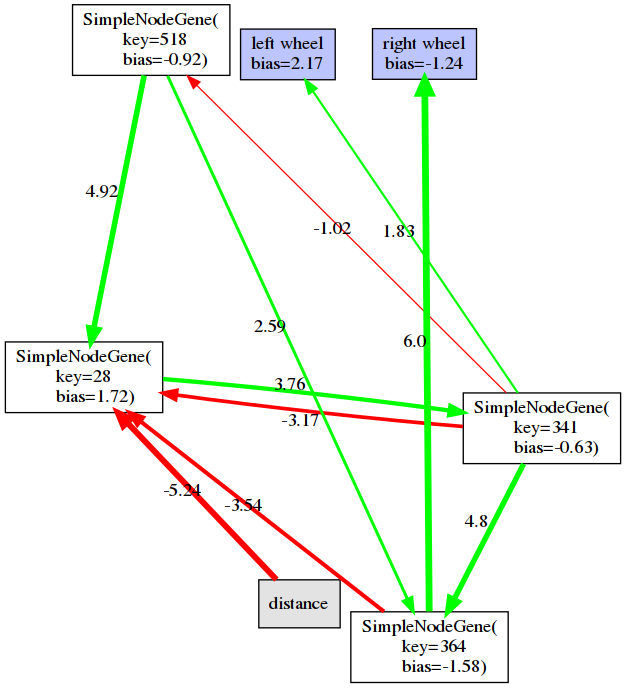 SimpleNodeGene(
key=518
bias=-0.92)
left wheel
bias=2.17
right wheel
bias=-1.24
4.92
-1.02
1.83
2.59
6.0
SimpleNodeGene(
key=28
bias=1.72)
3.76
-3.17
SimpleNodeGene(
key=341
bias=-0.63)
-5.24
-3.54
4.8
distance
SimpleNodeGene(
key=364
bias=-1.58)